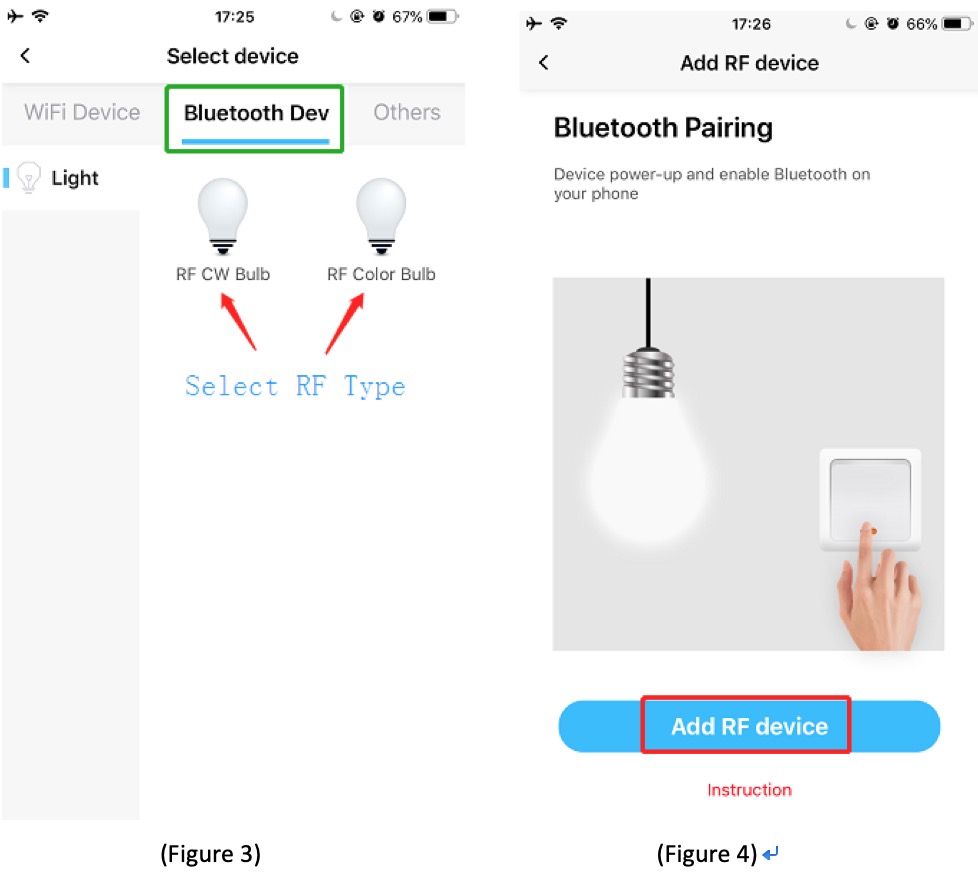 17:25
67%
Select device
WiFi Device
Bluetooth Dev
Others
Light
RF CW Bulb
RF Color Bulb
Select RF Type
(Figure 3)
17:26
66%
Add RF device
Bluetooth Pairing
Device power-up and enable Bluetooth on
your phone
Add RF device
Instruction
(Figure 4)